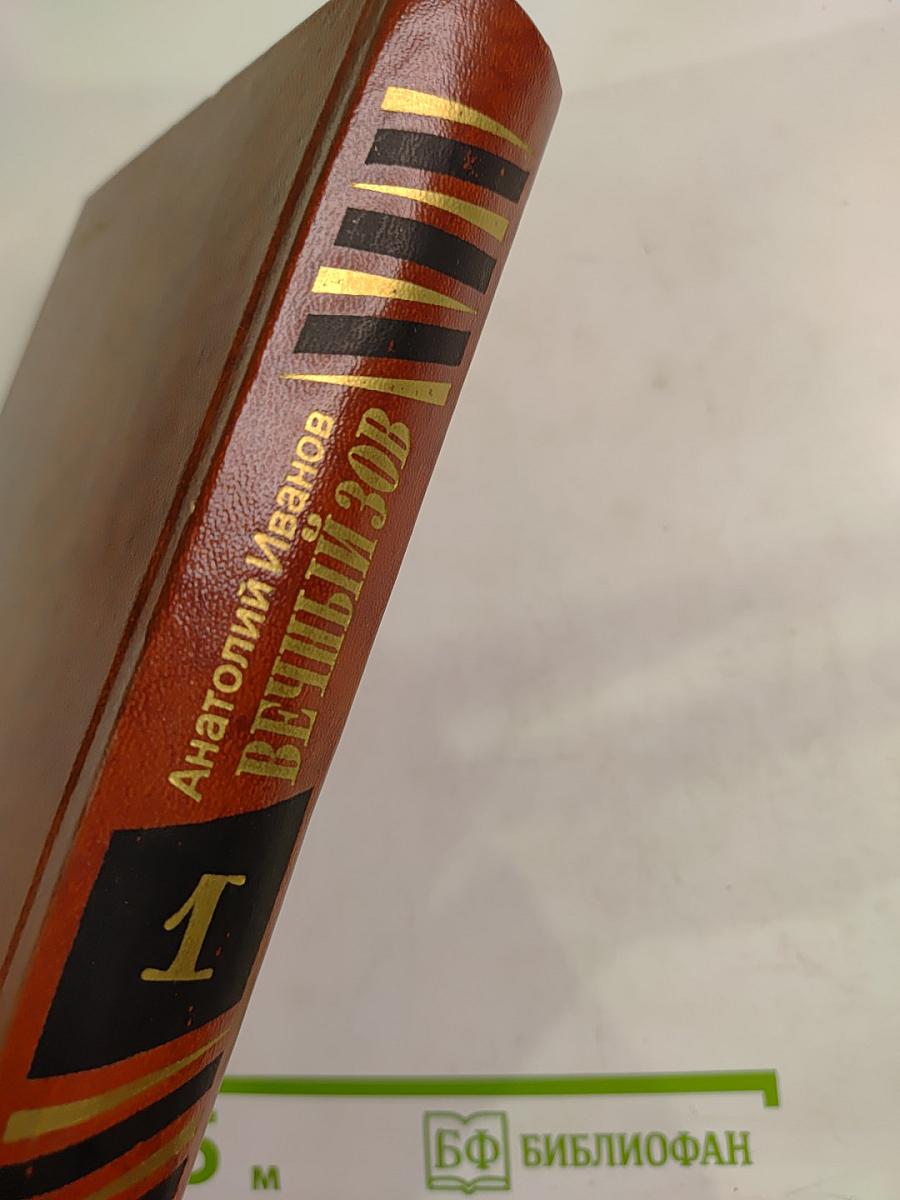 Анатолий Иванов
ВЕЧНЫЙ ЗОВ
1
м
БФ БИБЛИОФАН